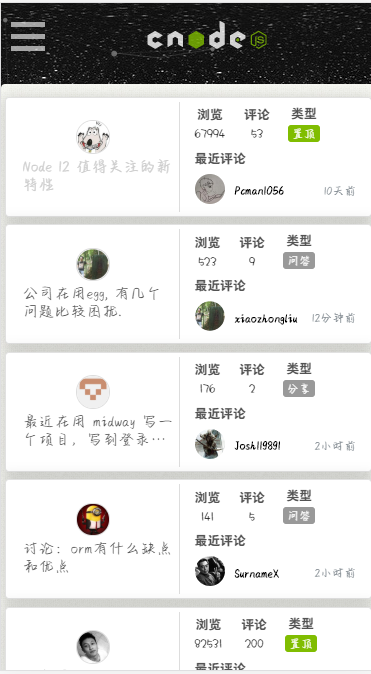 cnode JS
浏览 评论 类型
67994 53 置顶
Node 12 值得关注的新
特性
最近评论
Pcman1056 10天前
浏览 评论 类型
523 9 问答
公司在用egg, 有几个
问题比较困扰.
最近评论
xiaozhongliu 12分钟前
浏览 评论 类型
176 2 分享
最近在用 midway 写一
个项目, 写到登录…
最近评论
Josh119891 2小时前
浏览 评论 类型
141 5 问答
讨论: orm有什么缺点
和优点
最近评论
SurnameX 2小时前
浏览 评论 类型
82531 200 置顶
最近评论